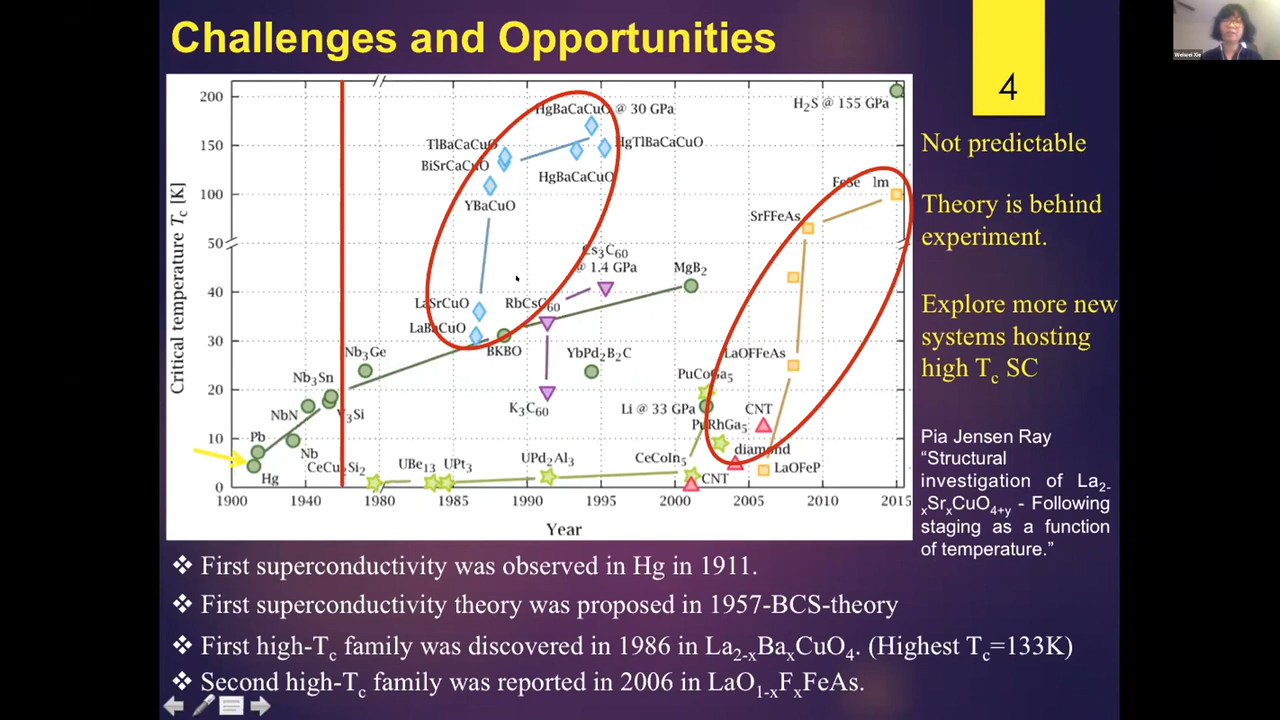 Challenges and Opportunities
4
Weiwei Xie
200
150
100
50
40
30
20
10
0
Critical temperature Tc [K]
HgBaCaCuO @ 30 GPa
H2S @ 155 GPa
TlBaCaCuO
HgTlBaCaCuO
BiSrCaCuO
HgBaCaCuO
YBaCuO
FeSe 1m
SrFFeAs
Cs3C60
@ 1.4 GPa
MgB2
LaSrCuO
RbCsC60
LaBaCuO
BKBO
YbPd2B2C
LaOFFeAs
Nb3Ge
Nb3Sn
PuCoGa5
NbN
V3Si
K3C60
Li @ 33 GPa
CNT
PuRhGa5
Pb
Nb
diamond
Hg
CeCu2Si2
UBe13
UPt3
UPd2Al3
CeCoIn5
CNT
LaOFeP
1900
1940
1980
1985
1990
1995
2000
2005
2010
2015
Year
Not predictable
Theory is behind
experiment.
Explore more new
systems hosting
high Tc SC
Pia Jensen Ray
“Structural
investigation of La2-
xSrxCuO4+y - Following
staging as a function
of temperature.”
❖ First superconductivity was observed in Hg in 1911.
❖ First superconductivity theory was proposed in 1957-BCS-theory
❖ First high-Tc family was discovered in 1986 in La2-xBaxCuO4. (Highest Tc=133K)
❖ Second high-Tc family was reported in 2006 in LaO1-xFxFeAs.